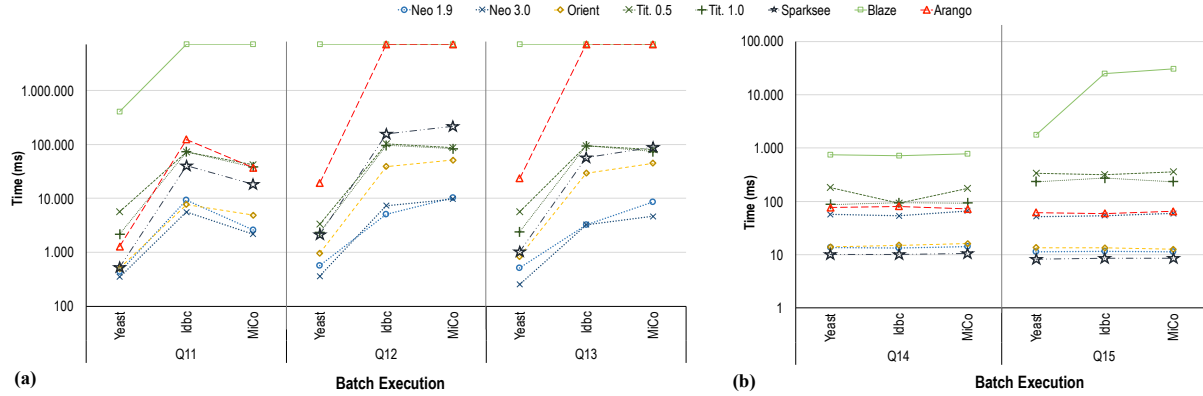 Neo 1.9 Neo 3.0 Orient Tit. 0.5 Tit. 1.0 Sparksee Blaze Arango
Time (ms)
1.000.000
100.000
10.000
1.000
100
Yeast ldbc MiCo Yeast ldbc MiCo Yeast ldbc MiCo
Q11 Q12 Q13
(a) Batch Execution
Time (ms)
100.000
10.000
1.000
100
10
1
Yeast ldbc MiCo Yeast ldbc MiCo
Q14 Q15
(b) Batch Execution